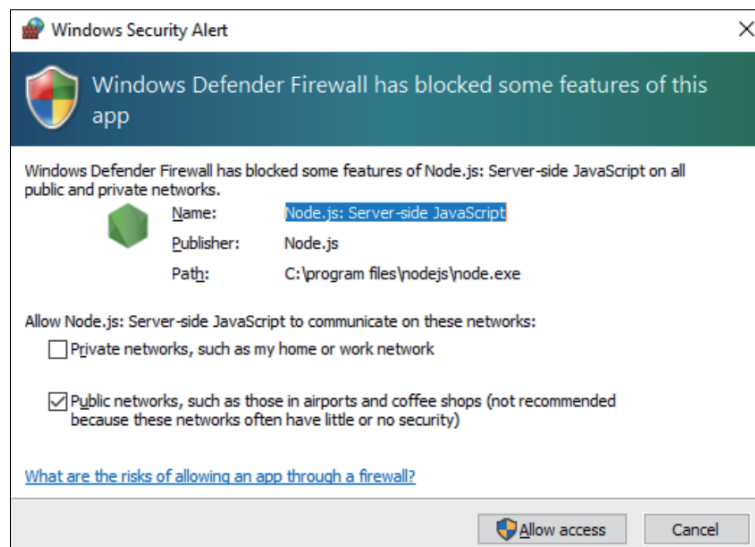 Windows Security Alert
Windows Defender Firewall has blocked some features of this
app
Windows Defender Firewall has blocked some features of Node.js: Server-side JavaScript on all
public and private networks.
Name: Node.js: Server-side JavaScript
Publisher: Node.js
Path: C:\program files\nodejs\node.exe
Allow Node.js: Server-side JavaScript to communicate on these networks:
Private networks, such as my home or work network
Public networks, such as those in airports and coffee shops (not recommended
because these networks often have little or no security)
What are the risks of allowing an app through a firewall?
Allow access Cancel